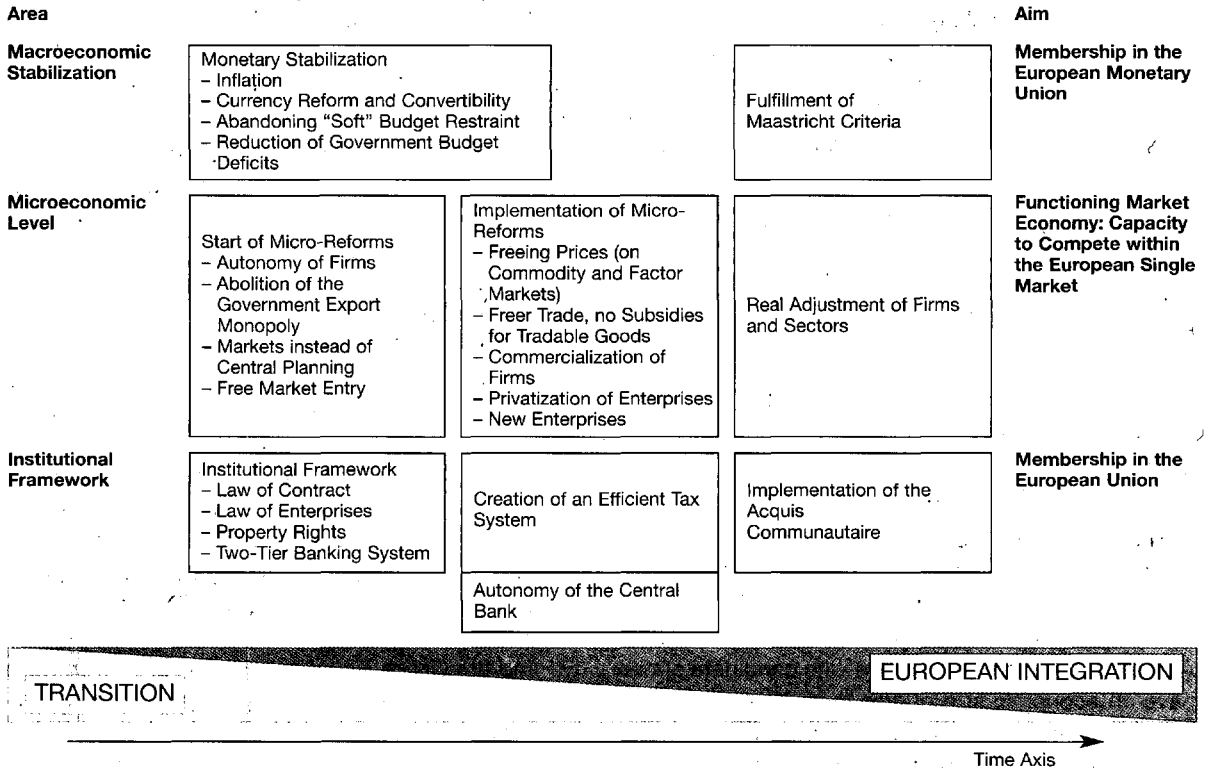 Area
Aim
Macroeconomic
Stabilization
Monetary Stabilization
– Inflation
– Currency Reform and Convertibility
– Abandoning "Soft" Budget Restraint
– Reduction of Government Budget
Deficits
Fulfillment of
Maastricht Criteria
Membership in the
European Monetary
Union
Microeconomic
Level
Start of Micro-Reforms
– Autonomy of Firms
– Abolition of the
Government Export
Monopoly
– Markets instead of
Central Planning
– Free Market Entry
Implementation of Micro-
Reforms
– Freeing Prices (on
Commodity and Factor
Markets)
– Freer Trade, no Subsidies
for Tradable Goods
– Commercialization of
Firms
– Privatization of Enterprises
– New Enterprises
Real Adjustment of Firms
and Sectors
Functioning Market
Economy: Capacity
to Compete within
the European Single
Market
Institutional
Framework
Institutional Framework
– Law of Contract
– Law of Enterprises
– Property Rights
– Two-Tier Banking System
Creation of an Efficient Tax
System
Autonomy of the Central
Bank
Implementation of the
Acquis
Communautaire
Membership in the
European Union
TRANSITION
EUROPEAN INTEGRATION
Time Axis